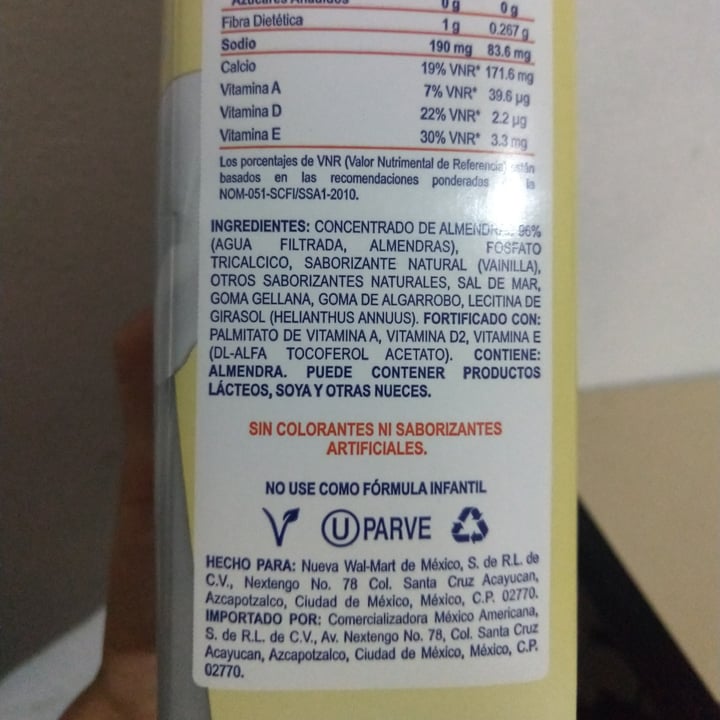 Azúcares Añadidos 0 g 0 g
Fibra Dietética 1 g 0.267 g
Sodio 190 mg 83.6 mg
Calcio 19% VNR* 171.6 mg
Vitamina A 7% VNR* 39.6 µg
Vitamina D 22% VNR* 2.2 µg
Vitamina E 30% VNR* 3.3 mg
Los porcentajes de VNR (Valor Nutrimental de Referencia) están
basados en las recomendaciones ponderadas la
NOM-051-SCFI/SSA1-2010.
INGREDIENTES: CONCENTRADO DE 96%
(AGUA FILTRADA, ALMENDRAS), FOSFATO
TRICALCICO, SABORIZANTE NATURAL (VAINILLA),
OTROS SABORIZANTES NATURALES, SAL DE MAR,
GOMA GELLANA, GOMA DE ALGARROBO, LECITINA DE
GIRASOL (HELIANTHUS ANNUUS). FORTIFICADO CON:
PALMITATO DE VITAMINA A, VITAMINA D2, VITAMINA E
(DL-ALFA TOCOFEROL ACETATO). CONTIENE:
ALMENDRA. PUEDE CONTENER PRODUCTOS
LÁCTEOS, SOYA Y OTRAS NUECES.
SIN COLORANTES NI SABORIZANTES
ARTIFICIALES.
NO USE COMO FÓRMULA INFANTIL
U PARVE
HECHO PARA: Nueva Wal-Mart de México, S. de R.L. de
C.V., Nextengo No. 78 Col. Santa Cruz Acayucan,
Azcapotzalco, Ciudad de México, México, C.P. 02770.
IMPORTADO POR: Comercializadora México Americana,
S. de R.L. de C.V., Av. Nextengo No. 78, Col. Santa Cruz
Acayucan, Azcapotzalco, Ciudad de México, México, C.P.
02770.